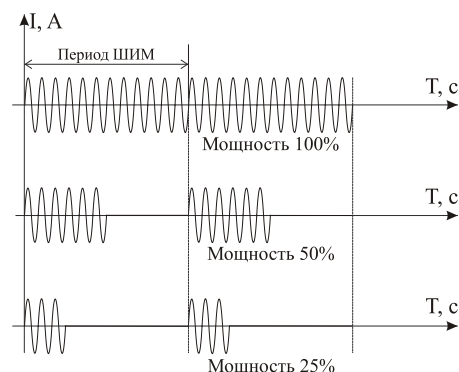 I, A
Период ШИМ
T, c
Мощность 100%
T, c
Мощность 50%
T, c
Мощность 25%